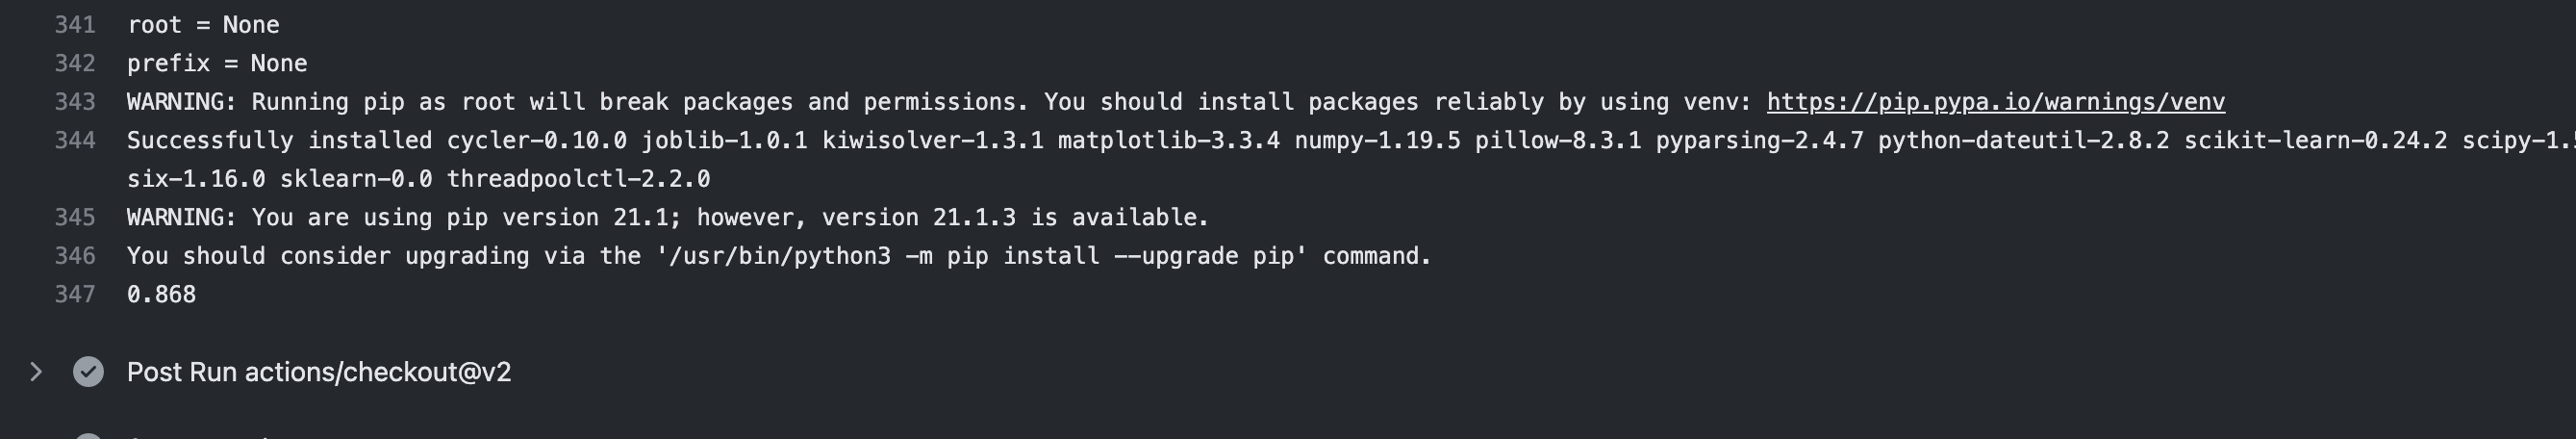 341 root = None
342 prefix = None
343 WARNING: Running pip as root will break packages and permissions. You should install packages reliably by using venv: https://pip.pypa.io/warnings/venv
344 Successfully installed cycler-0.10.0 joblib-1.0.1 kiwisolver-1.3.1 matplotlib-3.3.4 numpy-1.19.5 pillow-8.3.1 pyparsing-2.4.7 python-dateutil-2.8.2 scikit-learn-0.24.2
six-1.16.0 sklearn-0.0 threadpoolctl-2.2.0
345 WARNING: You are using pip version 21.1; however, version 21.1.3 is available.
346 You should consider upgrading via the '/usr/bin/python3 -m pip install --upgrade pip' command.
347 0.868
Post Run actions/checkout@v2